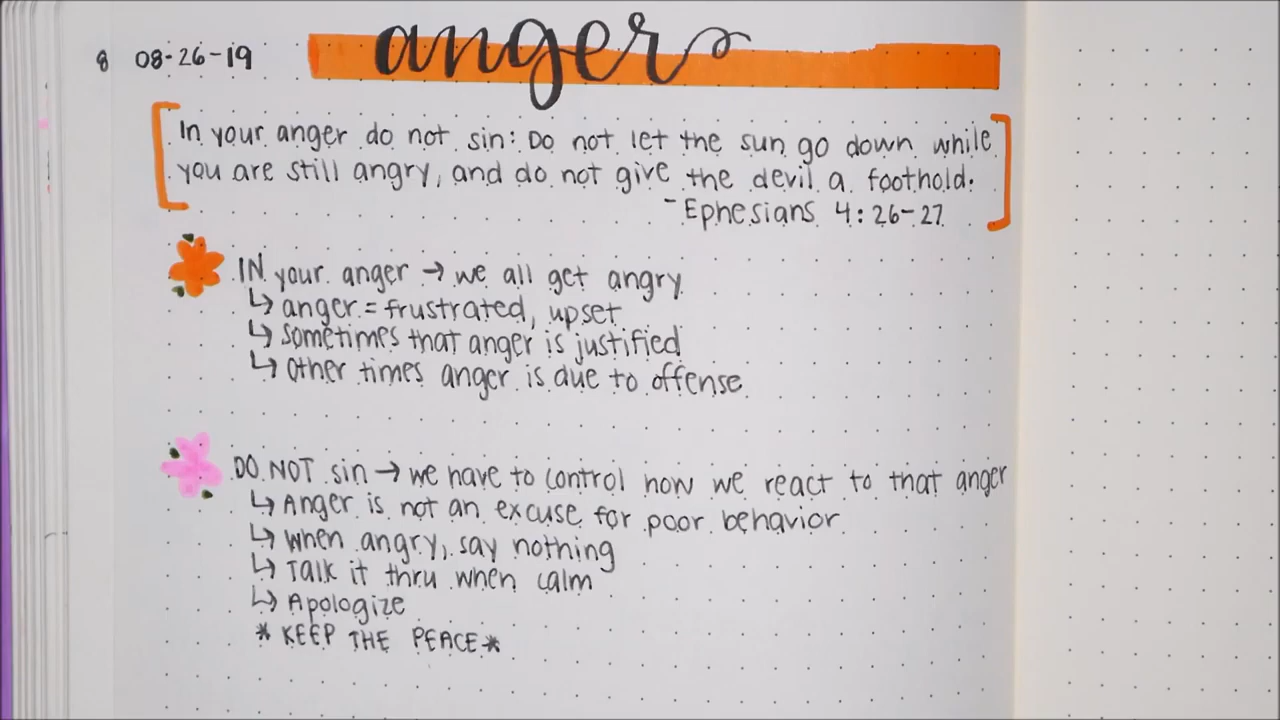 anger
8 08-26-19
In your anger do not sin: Do not let the sun go down while
you are still angry, and do not give the devil a foothold.
- Ephesians 4:26-27
IN your anger → we all get angry
↳ anger = frustrated, upset
↳ sometimes that anger is justified
↳ Other times anger is due to offense
DO NOT sin → we have to control how we react to that anger
↳ Anger is not an excuse for poor behavior
↳ When angry, say nothing
↳ Talk it thru when calm
↳ Apologize
* KEEP THE PEACE *